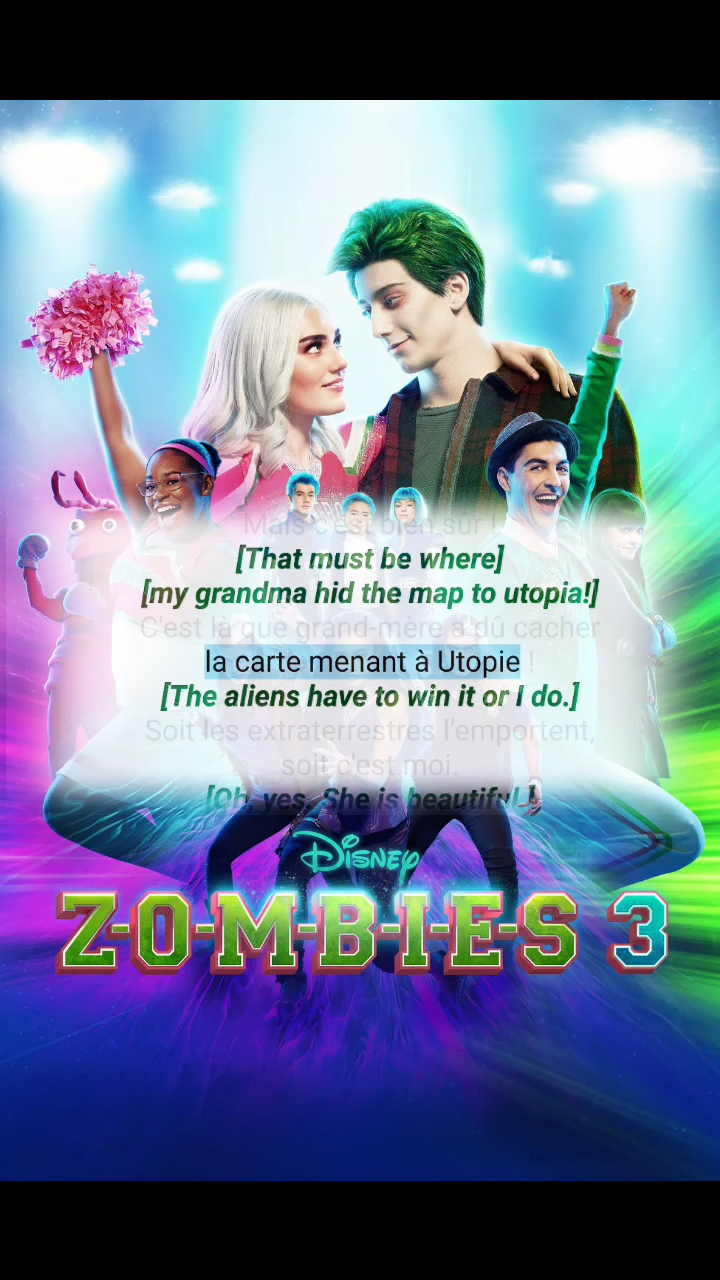 Mais c'est bien sur !
[That must be where]
[my grandma hid the map to utopia!]
C'est là que grand-mère a dû cacher
la carte menant à Utopie !
[The aliens have to win it or I do.]
Soit les extraterrestres l'emportent,
soit c'est moi.
[Oh, yes. She is beautiful.]
Disney
Z-O-M-B-I-E-S 3